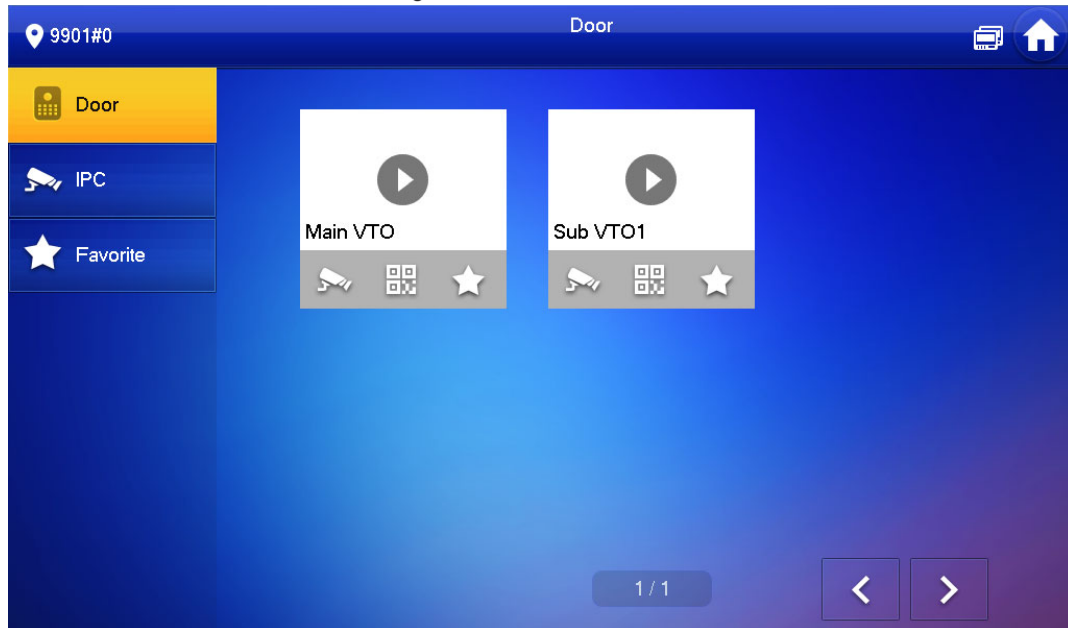 9901#0
Door
Door
IPC
Favorite
Main VTO
Sub VTO1
1/1